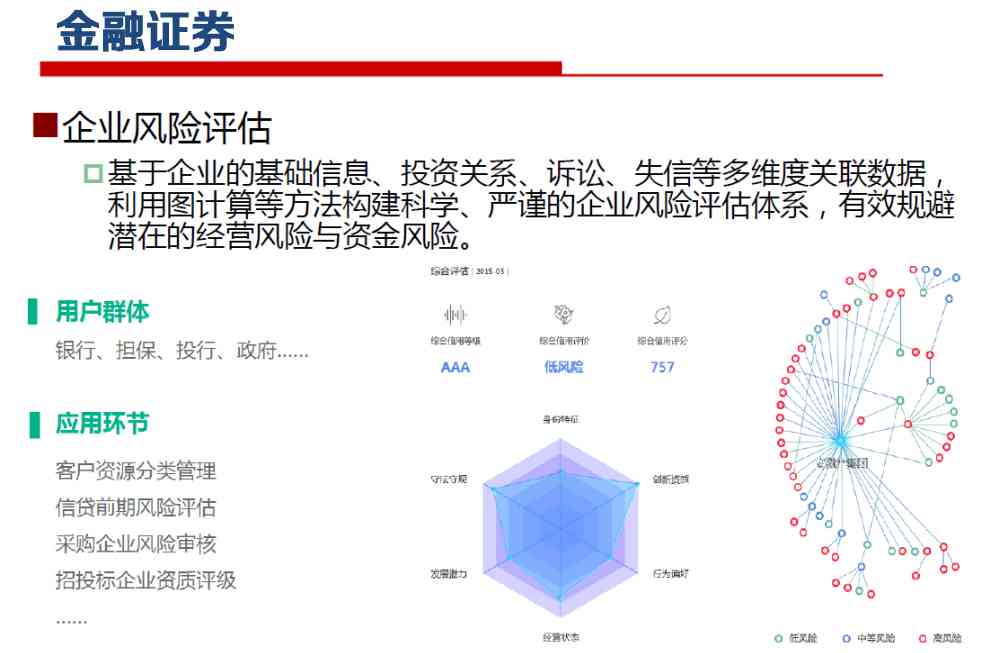 金融证券
企业风险评估
基于企业的基础信息、投资关系、诉讼、失信等多维度关联数据，
利用图计算等方法构建科学、严谨的企业风险评估体系，有效规避
潜在的经营风险与资金风险。
用户群体
银行、担保、投行、政府......
应用环节
客户资源分类管理
信贷前期风险评估
采购企业风险审核
招投标企业资质评级
......
综合评估
综合信用等级
综合信用评价
综合信用评分
AAA
低风险
757
身份特征
守法守规
创新资源
发展潜力
行为偏好
经营状态
集团
低风险
中等风险
高风险